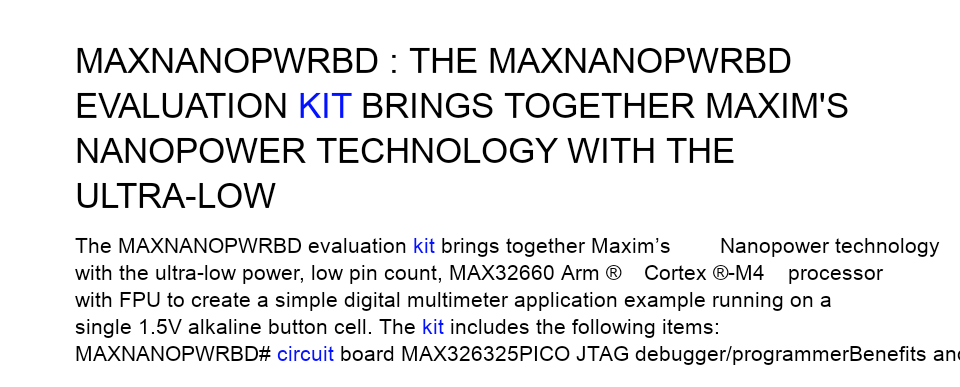 MAXNANOPWRBD : THE MAXNANOPWRBD
EVALUATION KIT BRINGS TOGETHER MAXIM'S
NANOPOWER TECHNOLOGY WITH THE
ULTRA-LOW
The MAXNANOPWRBD evaluation kit brings together Maxim’s Nanopower technology
with the ultra-low power, low pin count, MAX32660 Arm ® Cortex ®-M4 processor
with FPU to create a simple digital multimeter application example running on a
single 1.5V alkaline button cell. The kit includes the following items:
MAXNANOPWRBD# circuit board MAX326325PICO JTAG debugger/programmerBenefits and